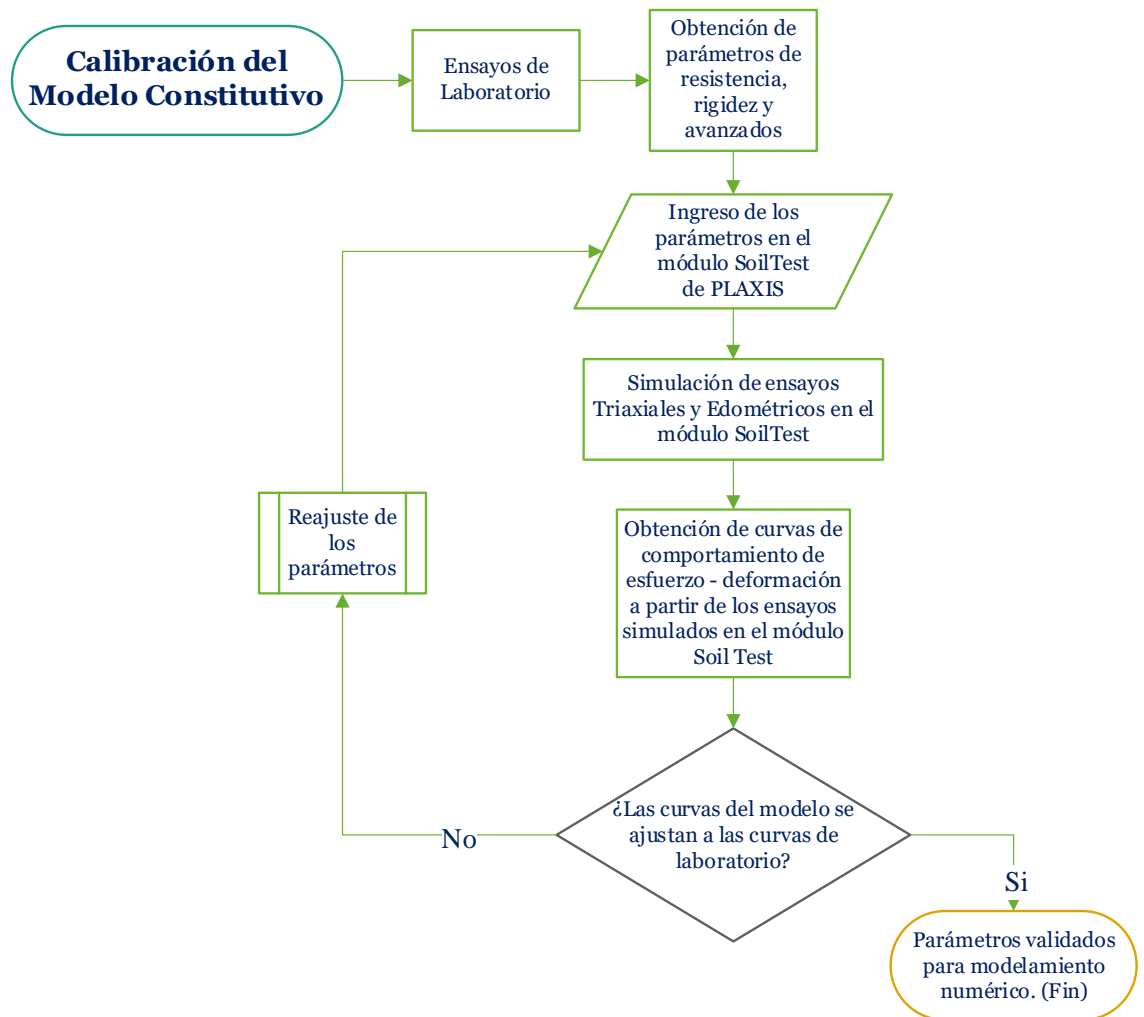 Calibración del
Modelo Constitutivo
Ensayos de
Laboratorio
Obtención de
parámetros de
resistencia,
rigidez y
avanzados
Ingreso de los
parámetros en el
módulo SoilTest
de PLAXIS
Simulación de ensayos
Triaxiales y Edométricos en el
módulo SoilTest
Reajuste de
los
parámetros
Obtención de curvas de
comportamiento de
esfuerzo - deformación
a partir de los ensayos
simulados en el módulo
Soil Test
¿Las curvas del modelo se
ajustan a las curvas de
laboratorio?
No
Si
Parámetros validados
para modelamiento
numérico. (Fin)